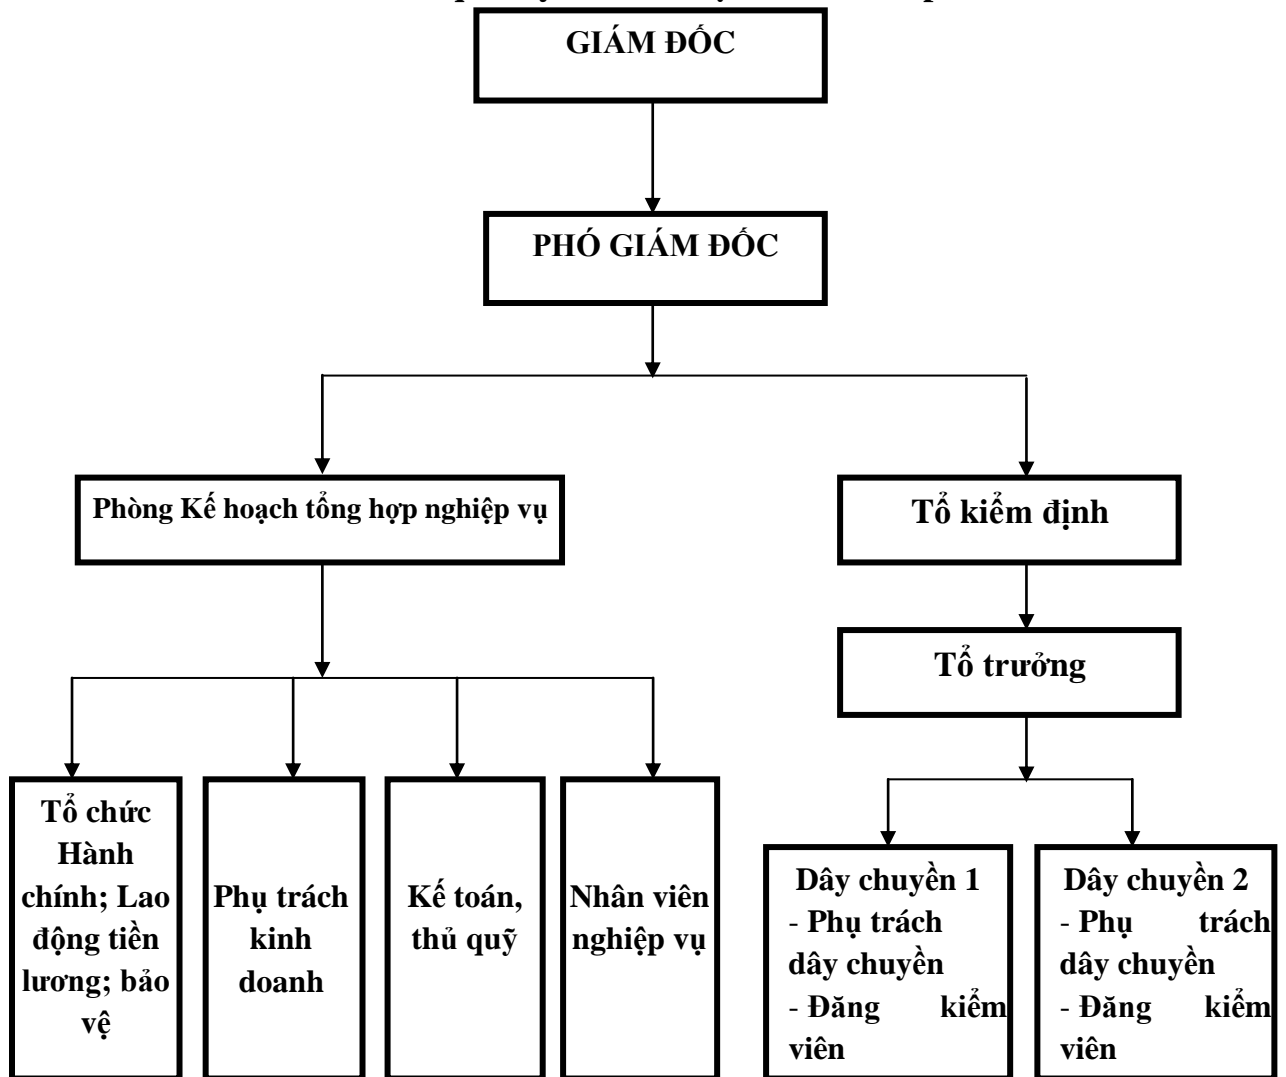 GIÁM ĐỐC
PHÓ GIÁM ĐỐC
Phòng Kế hoạch tổng hợp nghiệp vụ
Tổ kiểm định
Tổ trưởng
Tổ chức
Hành
chính; Lao
động tiền
lương; bảo
vệ
Phụ trách
kinh
doanh
Kế toán,
thủ quỹ
Nhân viên
nghiệp vụ
Dây chuyền 1
- Phụ trách
dây chuyền
- Đăng kiểm
viên
Dây chuyền 2
- Phụ trách
dây chuyền
- Đăng kiểm
viên